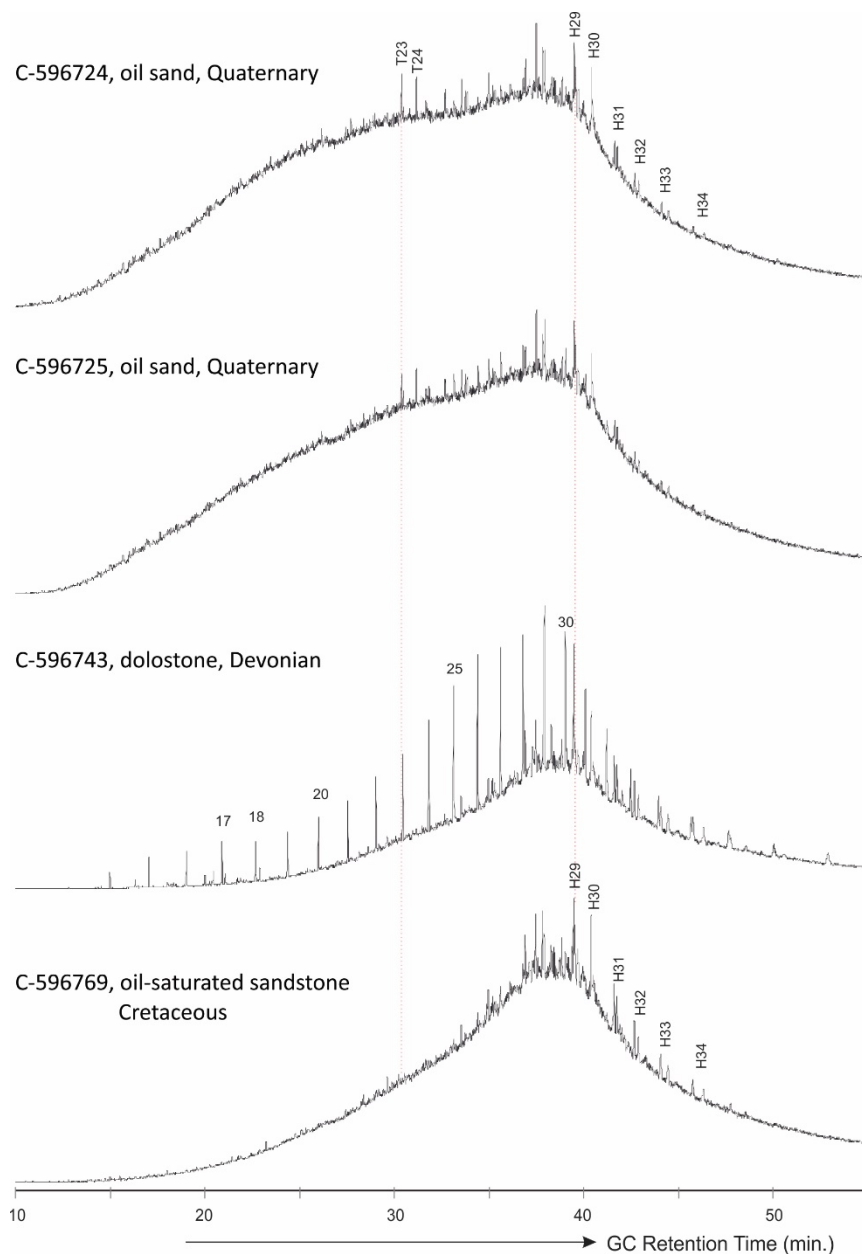 C-596724, oil sand, Quaternary
T23
T24
H29
H30
H31
H32
H33
H34
C-596725, oil sand, Quaternary
C-596743, dolostone, Devonian
17
18
20
25
30
C-596769, oil-saturated sandstone
Cretaceous
H29
H30
H31
H32
H33
H34
10
20
30
40
50
GC Retention Time (min.)